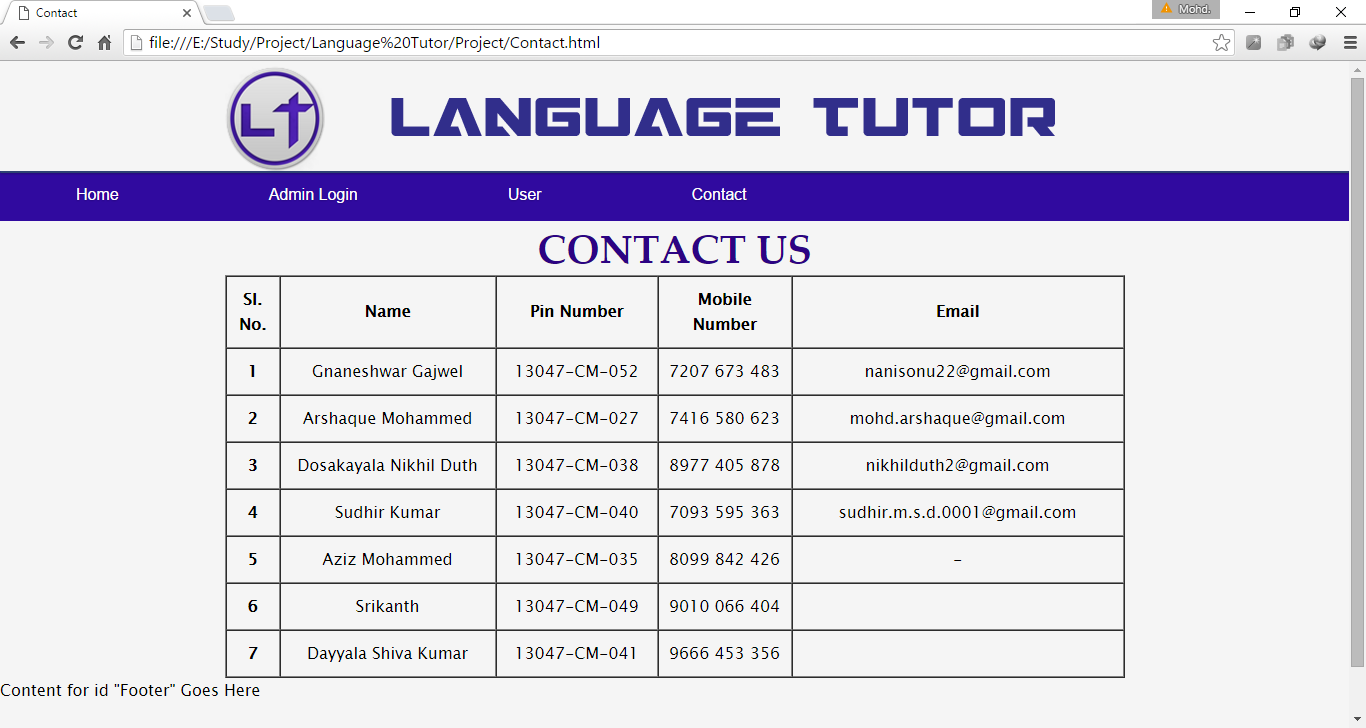 Contact
Mohd.
file:///E:/Study/Project/Language%20Tutor/Project/Contact.html
Lt LANGUAGE TUTOR
Home Admin Login User Contact
CONTACT US
Sl. No. Name Pin Number Mobile Number Email
1 Gnaneshwar Gajwel 13047-CM-052 7207 673 483 nanisonu22@gmail.com
2 Arshaque Mohammed 13047-CM-027 7416 580 623 mohd.arshaque@gmail.com
3 Dosakayala Nikhil Duth 13047-CM-038 8977 405 878 nikhilduth2@gmail.com
4 Sudhir Kumar 13047-CM-040 7093 595 363 sudhir.m.s.d.0001@gmail.com
5 Aziz Mohammed 13047-CM-035 8099 842 426 -
6 Srikanth 13047-CM-049 9010 066 404
7 Dayyala Shiva Kumar 13047-CM-041 9666 453 356
Content for id "Footer" Goes Here